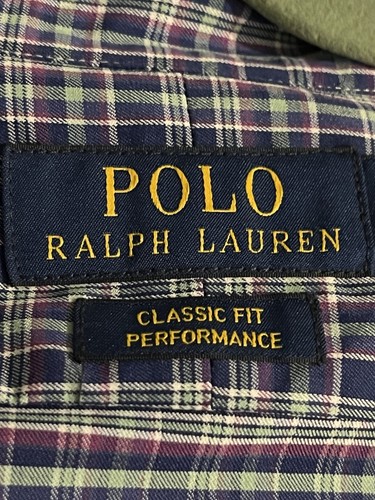 POLO
RALPH LAUREN
CLASSIC FIT
PERFORMANCE